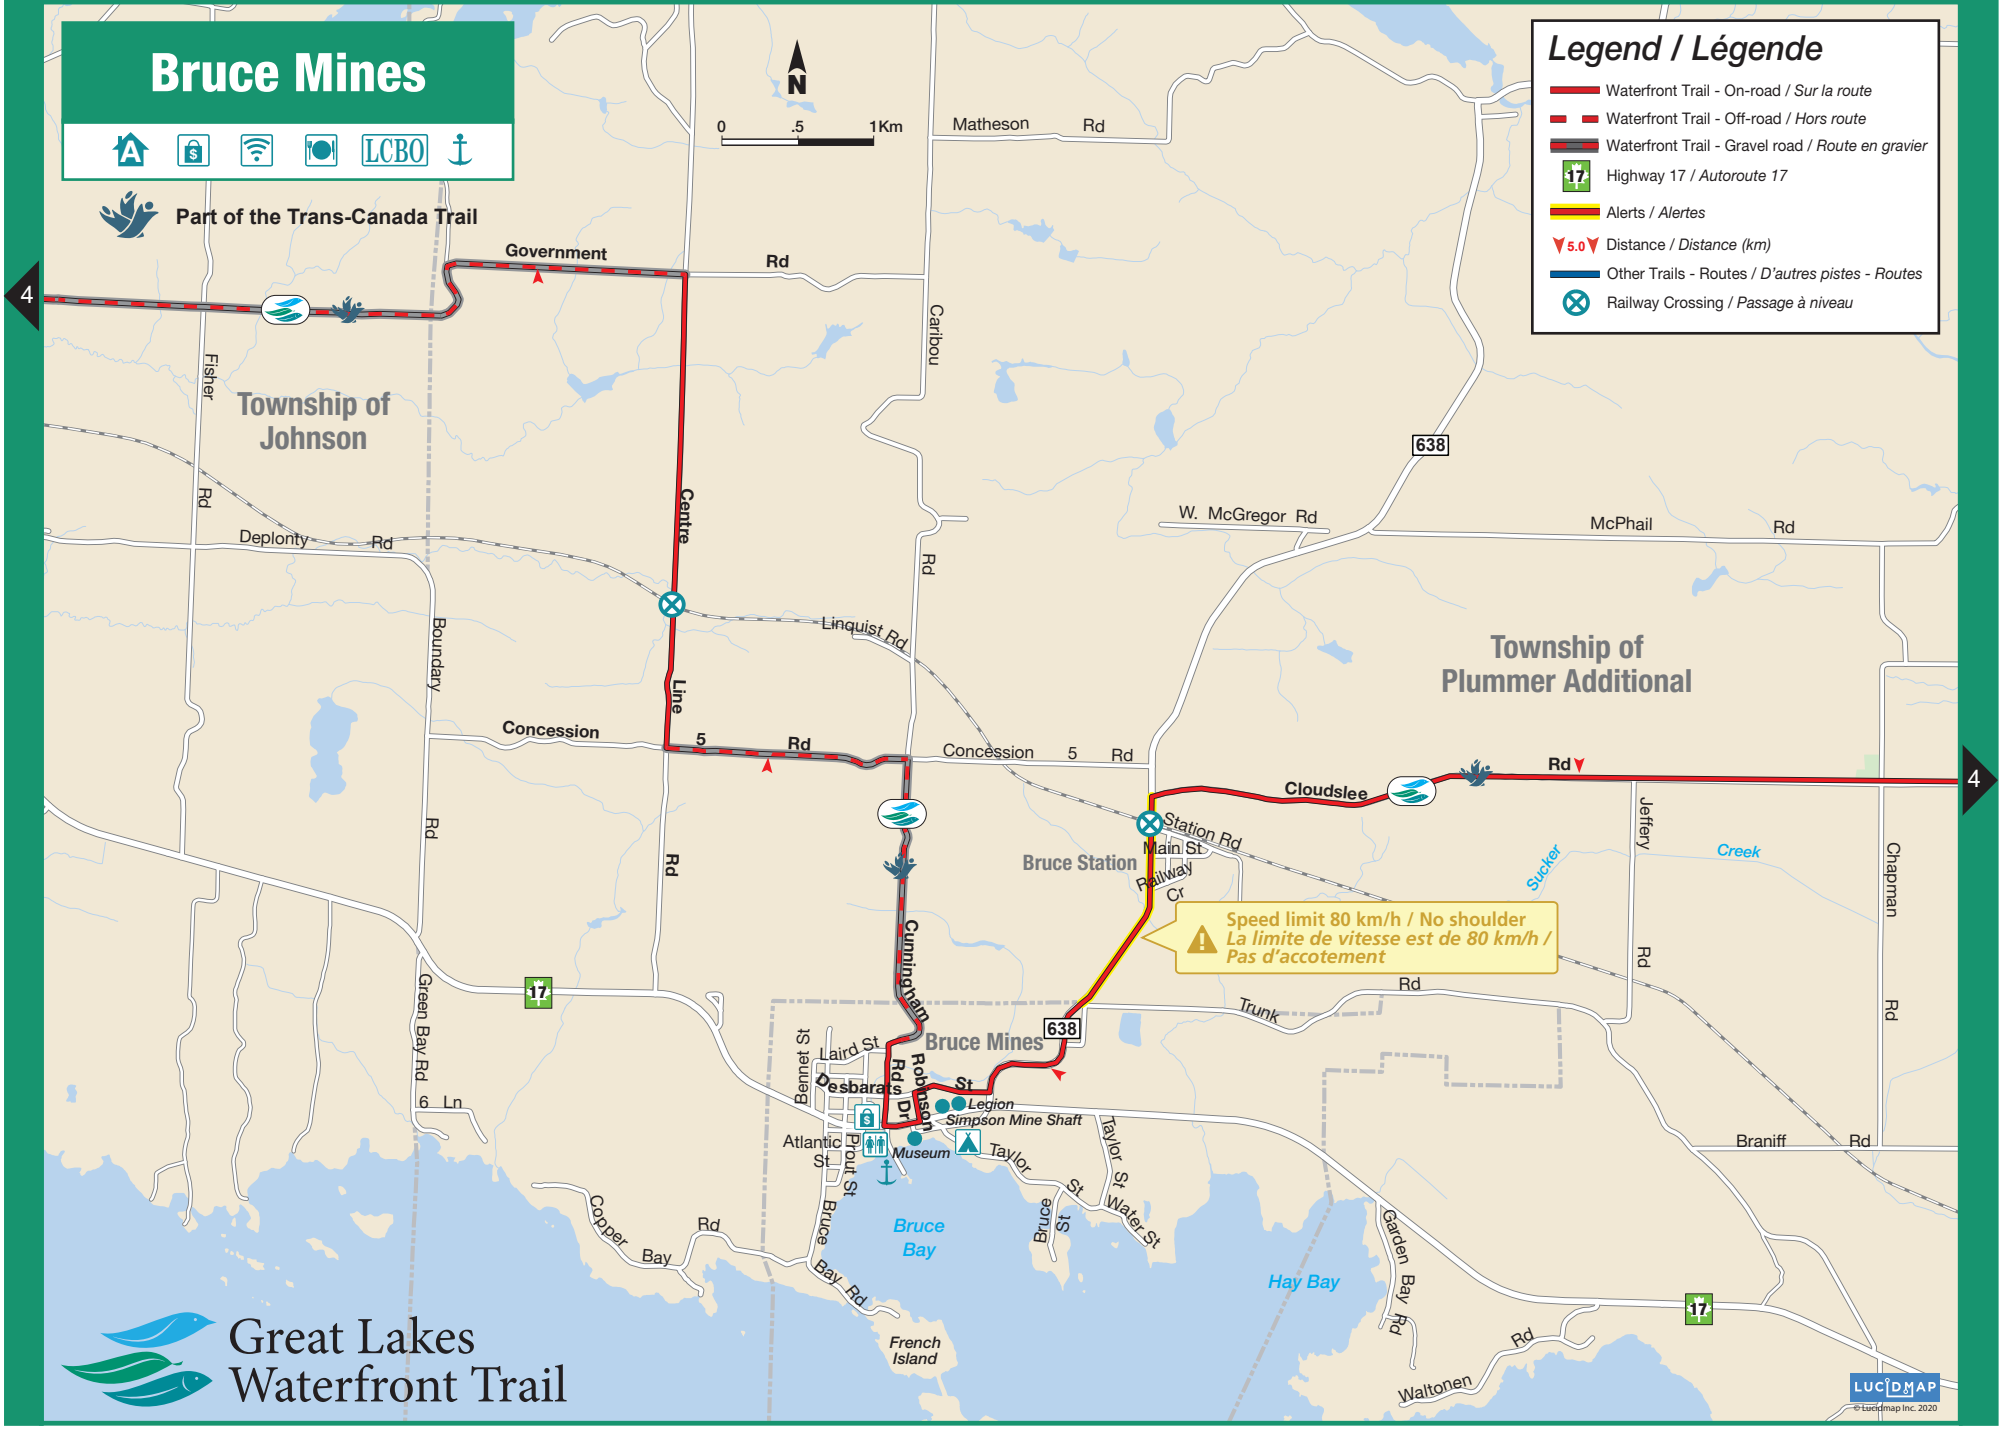 Bruce Mines
A
$
LCBO
Part of the Trans-Canada Trail
N
0 .5 1Km
Legend / Légende
Waterfront Trail - On-road / Sur la route
Waterfront Trail - Off-road / Hors route
Waterfront Trail - Gravel road / Route en gravier
17 Highway 17 / Autoroute 17
Alerts / Alertes
5.0 Distance / Distance (km)
Other Trails - Routes / D'autres pistes - Routes
Railway Crossing / Passage à niveau
Matheson Rd
Government Rd
4
Caribou
Rd
Fisher
Rd
Township of
Johnson
638
Centre
Line
Rd
W. McGregor Rd
McPhail Rd
Deplonty Rd
Linquist Rd
Boundary
Rd
Township of
Plummer Additional
Concession 5 Rd
Concession 5 Rd
Cloudslee Rd
4
Station Rd
Main St
Railway
Cr
Bruce Station
Jeffery
Rd
Sucker
Creek
Chapman
Rd
Speed limit 80 km/h / No shoulder
La limite de vitesse est de 80 km/h /
Pas d'accotement
Cunningham
Rd
17
Green Bay Rd
Trunk Rd
638
Bruce Mines
Bennet St
Laird St
Desbarats St
Robinson
Dr
6 Ln
$
Legion
Simpson Mine Shaft
Museum
Atlantic
St
Prout St
Taylor St
Taylor St
Water St
Bruce
St
Braniff Rd
Copper Bay Rd
Bruce Bay Rd
Bruce
Bay
Hay Bay
Garden Bay Rd
17
French
Island
Waltonen Rd
Great Lakes
Waterfront Trail
LUCIDMAP
© Lucidmap Inc. 2020